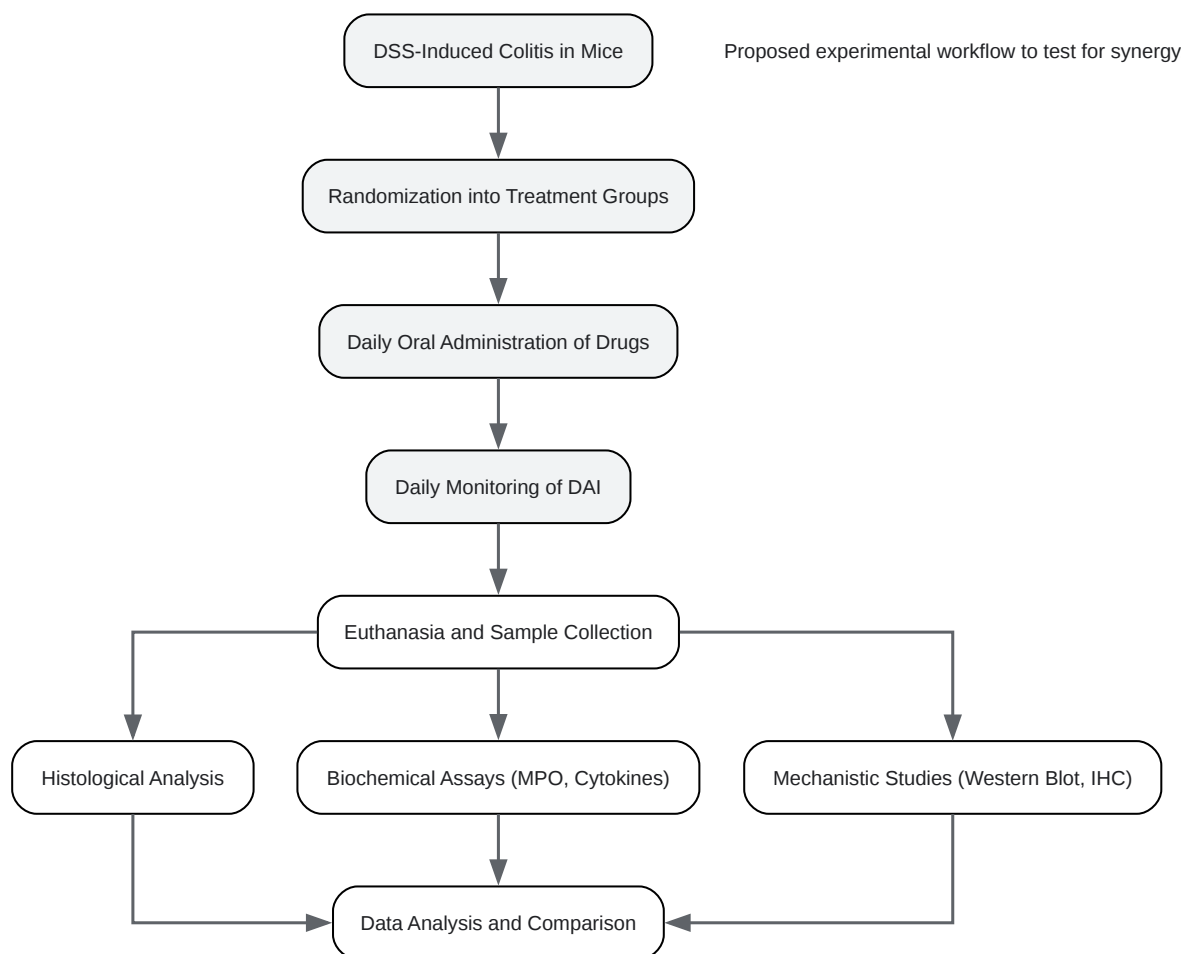 DSS-Induced Colitis in Mice
Proposed experimental workflow to test for synergy
Randomization into Treatment Groups
Daily Oral Administration of Drugs
Daily Monitoring of DAI
Euthanasia and Sample Collection
Histological Analysis
Biochemical Assays (MPO, Cytokines)
Mechanistic Studies (Western Blot, IHC)
Data Analysis and Comparison